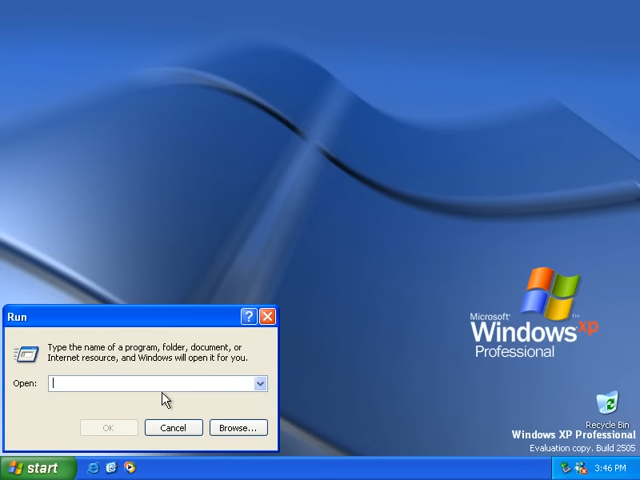 Microsoft®
Windows xp
Professional
Run
Type the name of a program, folder, document, or
Internet resource, and Windows will open it for you.
Open:
OK
Cancel
Browse...
Recycle Bin
Windows XP Professional
Evaluation copy. Build 2505
start
3:46 PM